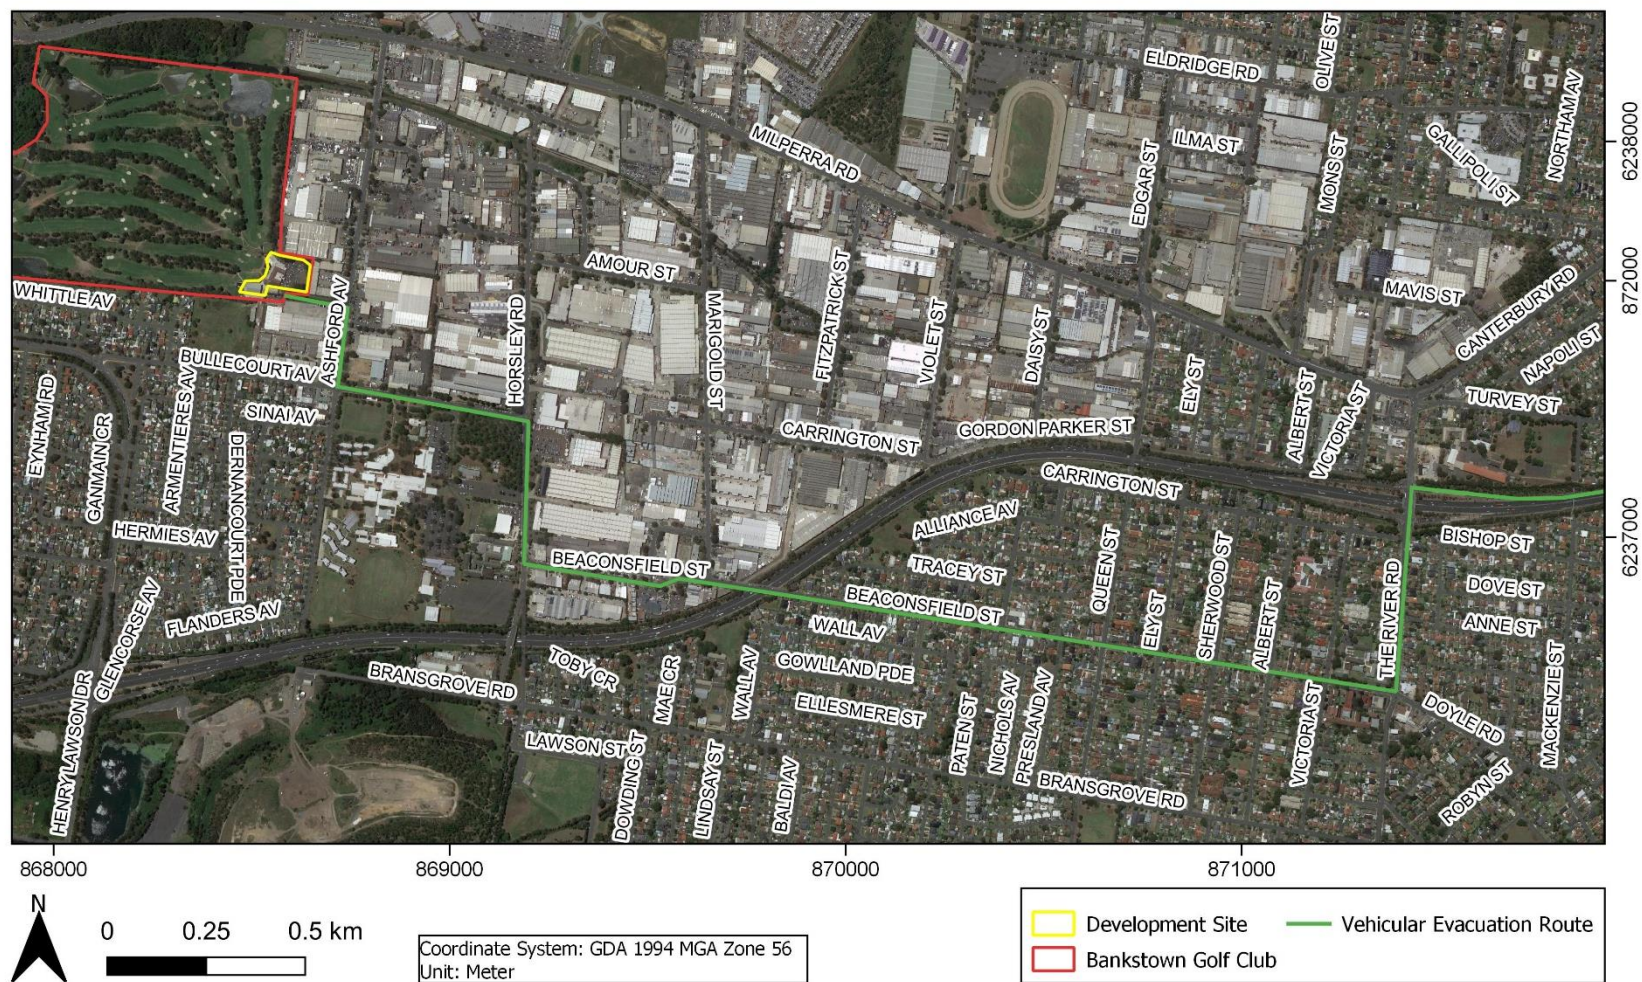 OLIVE ST
ELDRIDGE RD
NORTHAM AV
6238000
MILPERRA RD
EDGAR ST
ILMA ST
MONS ST
GALLIPOLI ST
WHITTLE AV
AMOUR ST
ASHFORD AV
HORSLEY RD
MARIGOLD ST
FITZPATRICK ST
VIOLET ST
DAISY ST
MAVIS ST
CANTERBURY RD
NAPOLI ST
872000
BULLECOURT AV
SINAI AV
EYNHAM RD
GANMAIN CR
ARMENTIERES AV
DERNANCOURT PDE
CARRINGTON ST
GORDON PARKER ST
ELY ST
ALBERT ST
VICTORIA ST
TURVEY ST
CARRINGTON ST
HERMIES AV
ALLIANCE AV
QUEEN ST
BISHOP ST
6237000
BEACONSFIELD ST
TRACEY ST
BEACONSFIELD ST
SHERWOOD ST
ELY ST
ALBERT ST
THE RIVER RD
DOVE ST
ANNE ST
GLENCORSE AV
FLANDERS AV
WALL AV
GOWLLAND PDE
TOBY CR
BRANSGROVE RD
MAE CR
WALL AV
ELLESMERE ST
PATEN ST
NICHOLS AV
PRESLAND AV
VICTORIA ST
DOYLE RD
MACKENZIE ST
HENRY LAWSON DR
LAWSON ST
DOWDING ST
LINDSAY ST
BALDI AV
BRANSGROVE RD
ROBYN ST
868000
869000
870000
871000
N
0 0.25 0.5 km
Coordinate System: GDA 1994 MGA Zone 56
Unit: Meter
Development Site
Vehicular Evacuation Route
Bankstown Golf Club